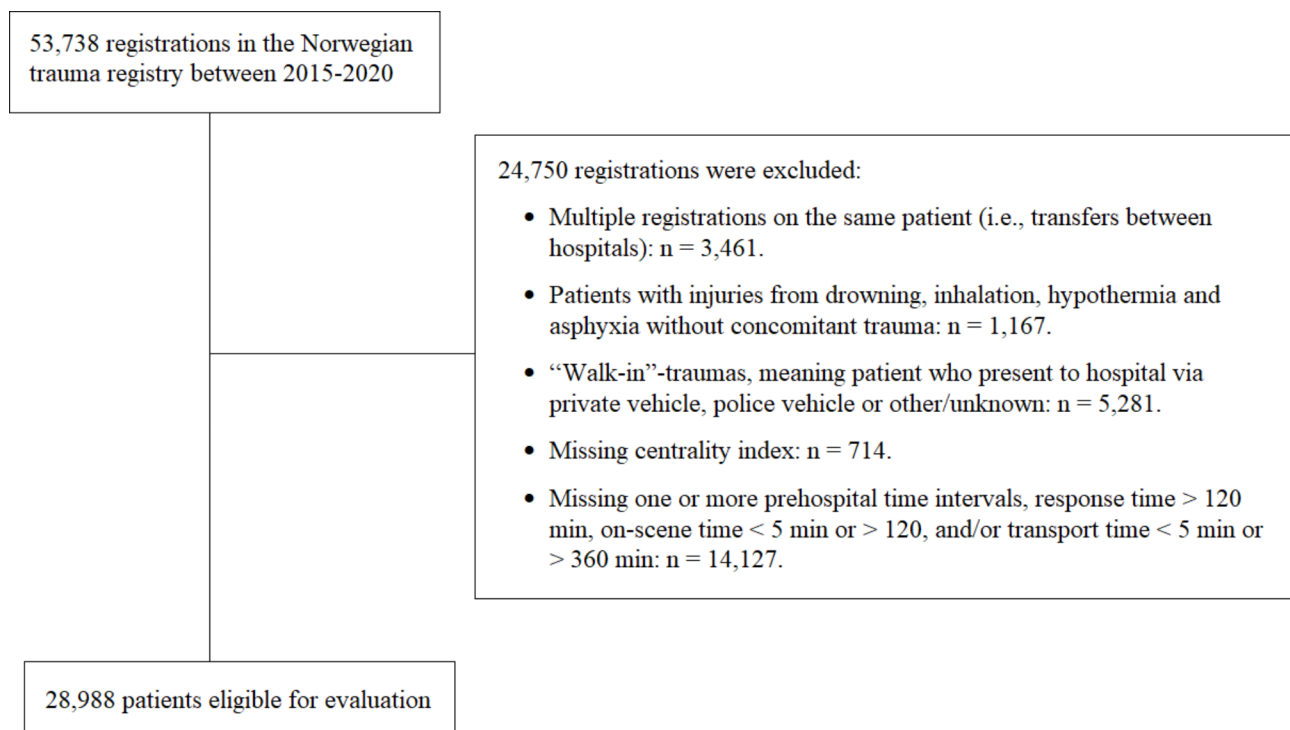 53,738 registrations in the Norwegian
trauma registry between 2015-2020
24,750 registrations were excluded:
• Multiple registrations on the same patient (i.e., transfers between
hospitals): n = 3,461.
• Patients with injuries from drowning, inhalation, hypothermia and
asphyxia without concomitant trauma: n = 1,167.
• “Walk-in”-traumas, meaning patient who present to hospital via
private vehicle, police vehicle or other/unknown: n = 5,281.
• Missing centrality index: n = 714.
• Missing one or more prehospital time intervals, response time > 120
min, on-scene time < 5 min or > 120, and/or transport time < 5 min or
> 360 min: n = 14,127.
28,988 patients eligible for evaluation